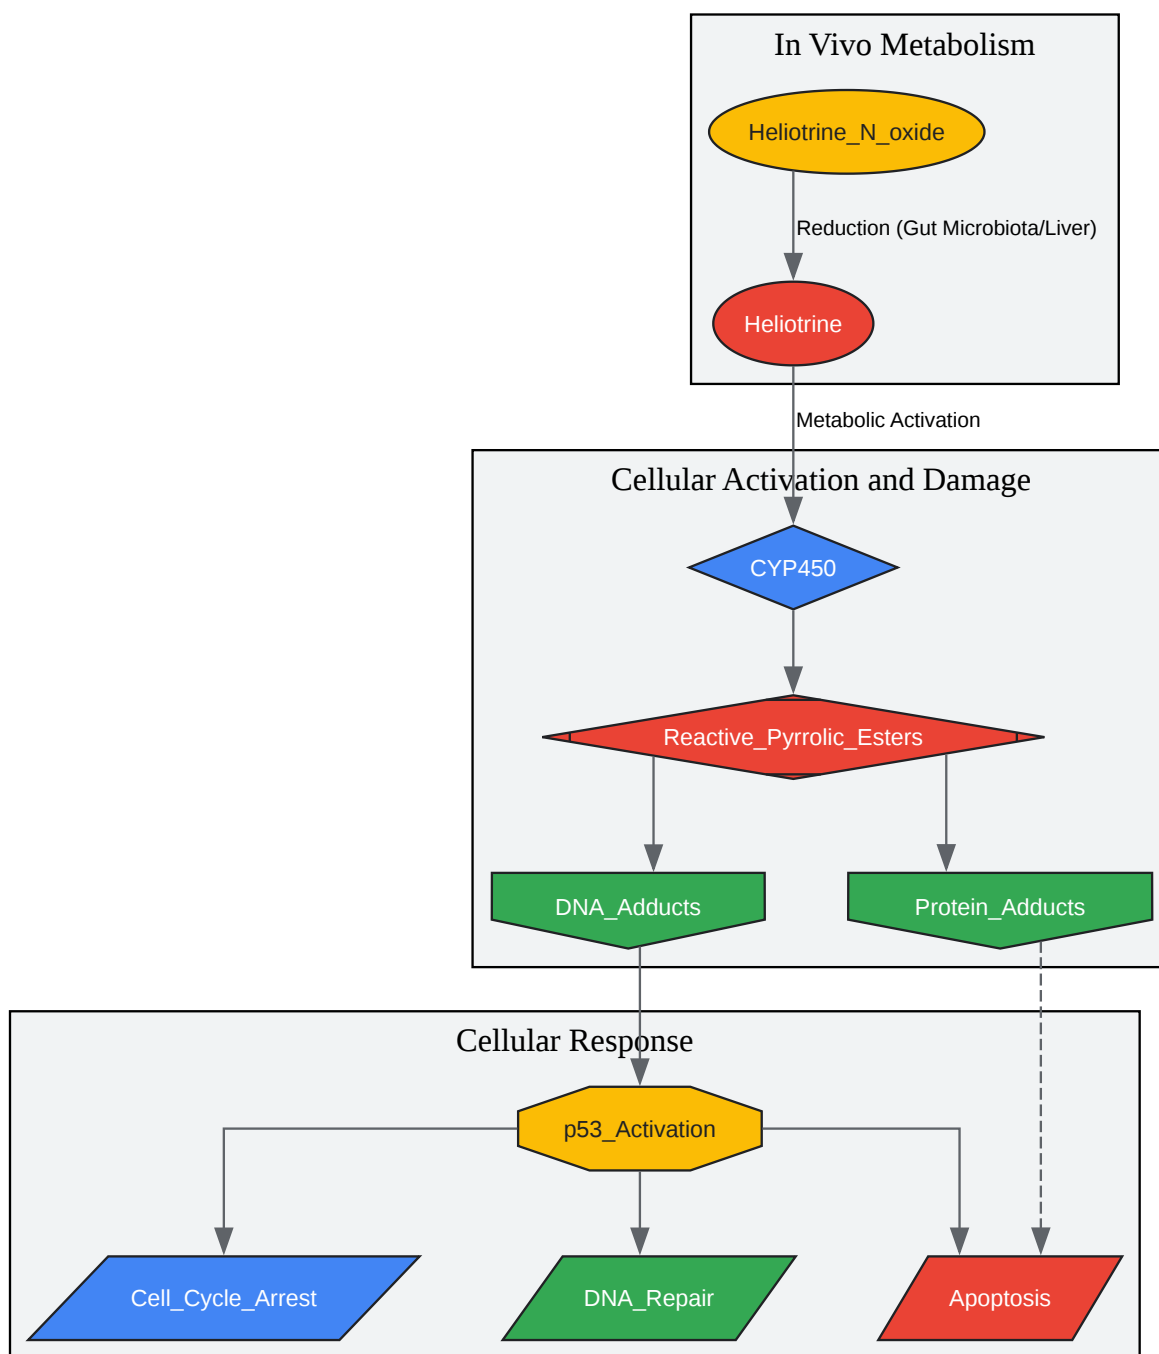 In Vivo Metabolism
Heliotrine_N_oxide
Reduction (Gut Microbiota/Liver)
Heliotrine
Metabolic Activation
Cellular Activation and Damage
CYP450
Reactive_Pyrrolic_Esters
DNA_Adducts
Protein_Adducts
Cellular Response
p53_Activation
Cell_Cycle_Arrest
DNA_Repair
Apoptosis